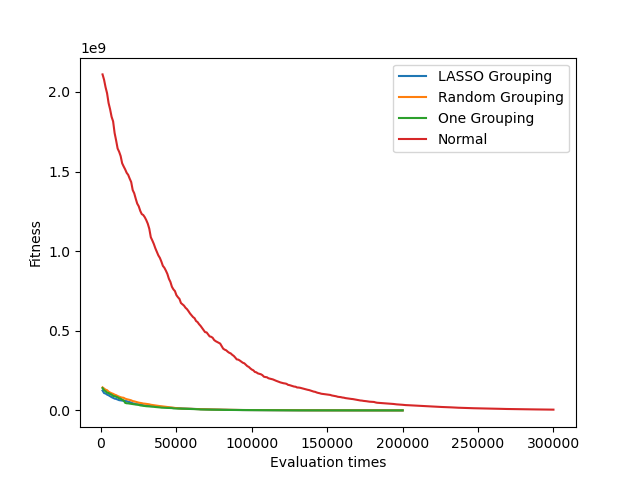 1e9
2.0
1.5
1.0
0.5
0.0
Fitness
LASSO Grouping
Random Grouping
One Grouping
Normal
0 50000 100000 150000 200000 250000 300000
Evaluation times